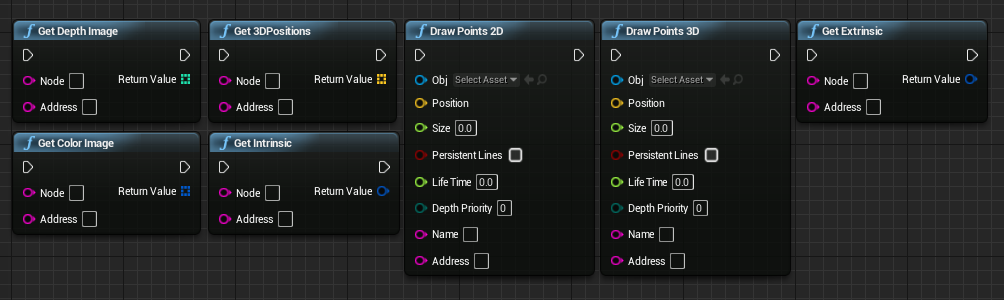 Get Depth Image
Node
Return Value
Address
Get 3DPositions
Node
Return Value
Address
Draw Points 2D
Obj Select Asset
Position
Size 0.0
Persistent Lines
Life Time 0.0
Depth Priority 0
Name
Address
Draw Points 3D
Obj Select Asset
Position
Size 0.0
Persistent Lines
Life Time 0.0
Depth Priority 0
Name
Address
Get Extrinsic
Node
Return Value
Address
Get Color Image
Node
Return Value
Address
Get Intrinsic
Node
Return Value
Address